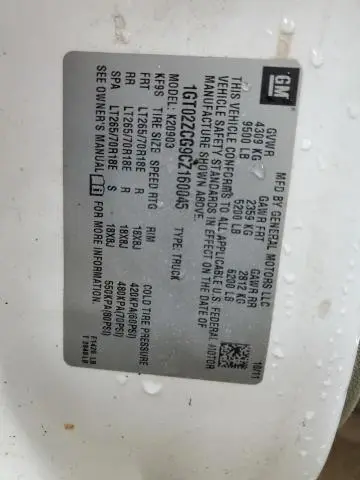 GM
MFD BY GENERAL MOTORS LLC
10/11
GVWR GAWR FRT GAWR RR
4309 KG 2359 KG 2812 KG
9500 LB 5200 LB 6200 LB
THIS VEHICLE CONFORMS TO ALL APPLICABLE U.S. FEDERAL MOTOR
VEHICLE SAFETY STANDARDS IN EFFECT ON THE DATE OF
MANUFACTURE SHOWN ABOVE.
1GT02ZCG9CZ160045 TYPE: TRUCK
MODEL: K20903
KF9S TIRE SIZE SPEED RTG RIM COLD TIRE PRESSURE
FRT LT265/70R18E R 18X8J 420KPA(60PSI)
RR LT265/70R18E R 18X8J 480KPA(70PSI)
SPA LT265/70R18E S 18X8J 550KPA(80PSI)
SEE OWNER'S MANUAL